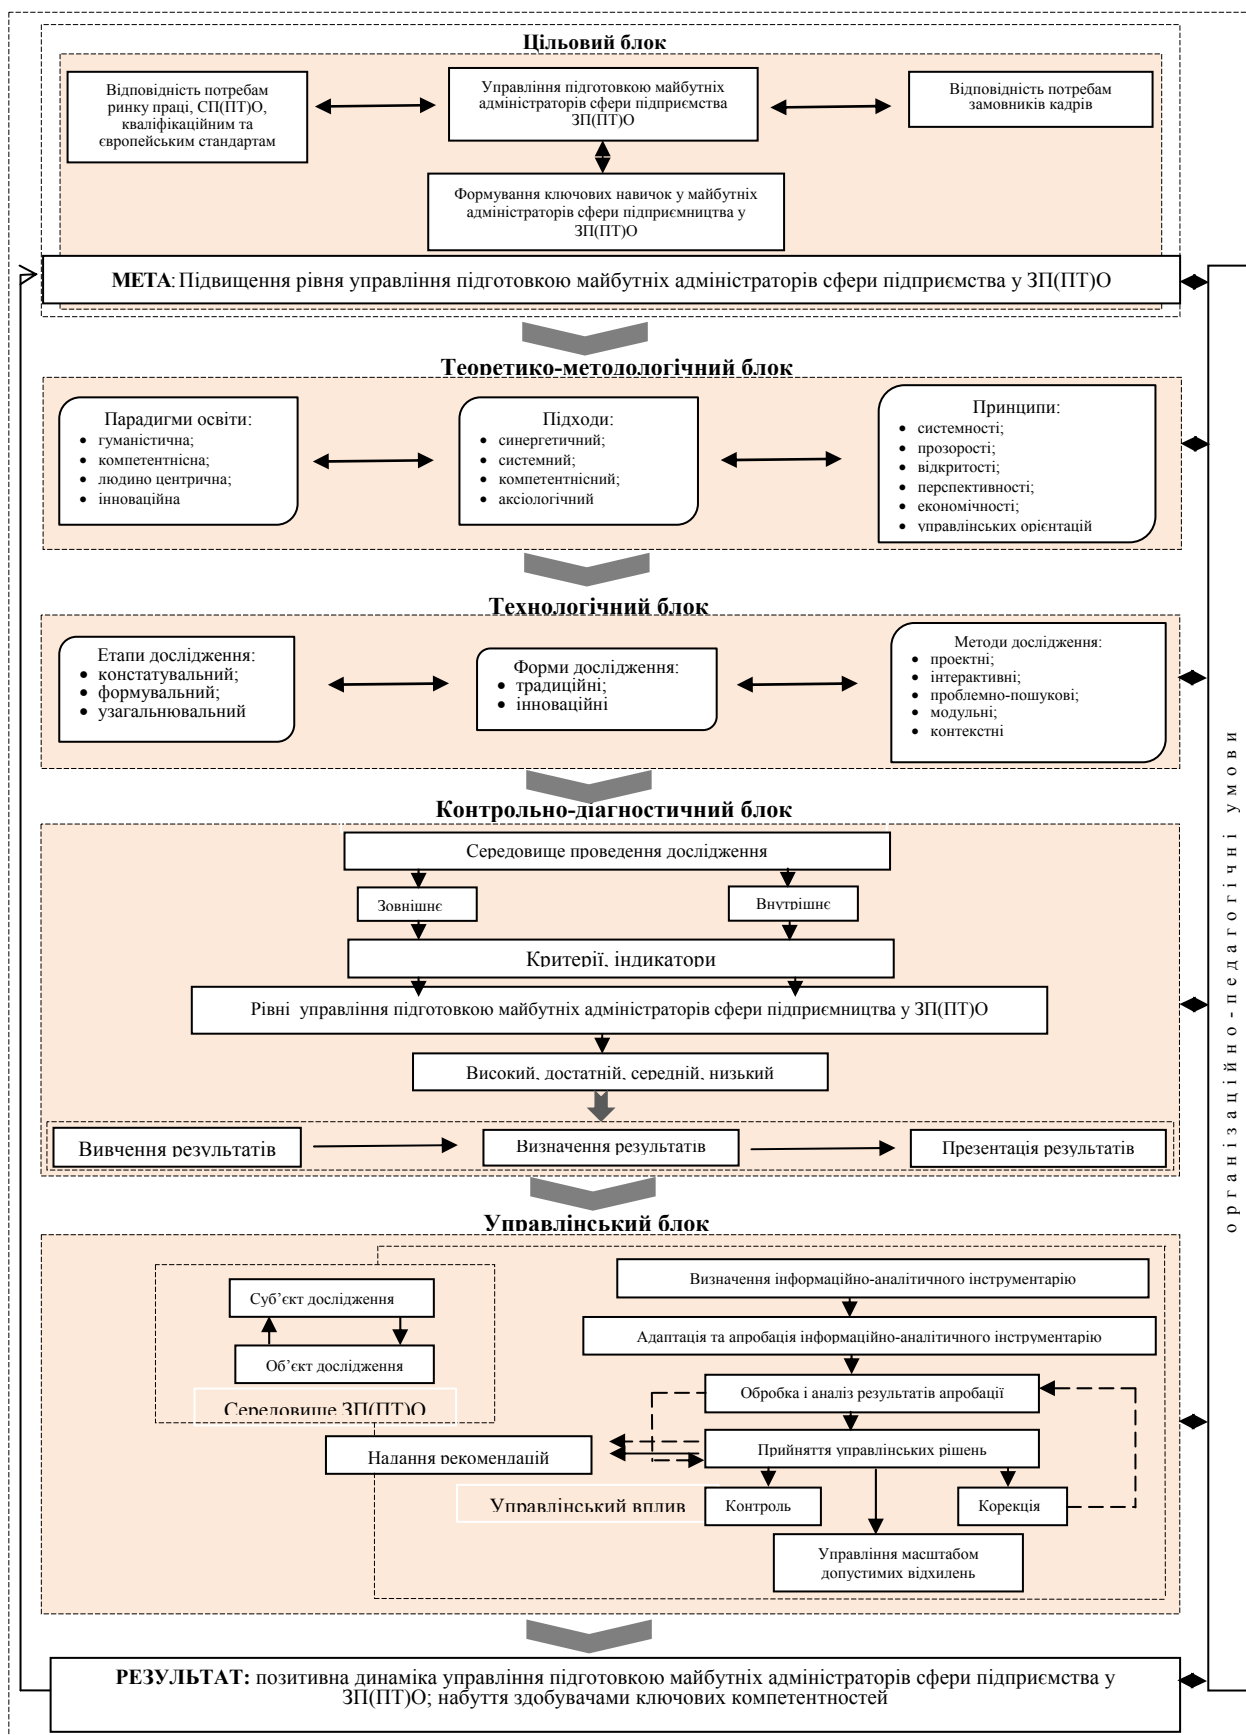 Цільовий блок
Відповідність потребам
ринку праці, СП(ПТ)О,
кваліфікаційним та
європейським стандартам
Управління підготовкою майбутніх
адміністраторів сфери підприємства
ЗП(ПТ)О
Відповідність потребам
замовників кадрів
Формування ключових навичок у майбутніх
адміністраторів сфери підприємництва у
ЗП(ПТ)О
МЕТА: Підвищення рівня управління підготовкою майбутніх адміністраторів сфери підприємства у ЗП(ПТ)О
Теоретико-методологічний блок
Парадигми освіти:
• гуманістична;
• компетентнісна;
• людино центрична;
• інноваційна
Підходи:
• синергетичний;
• системний;
• компетентнісний;
• аксіологічний
Принципи:
• системності;
• прозорості;
• відкритості;
• перспективності;
• економічності;
• управлінських орієнтацій
Технологічний блок
Етапи дослідження:
• констатувальний;
• формувальний;
• узагальнювальний
Форми дослідження:
• традиційні;
• інноваційні
Методи дослідження:
• проектні;
• інтерактивні;
• проблемно-пошукові;
• модульні;
• контекстні
Контрольно-діагностичний блок
Середовище проведення дослідження
Зовнішнє
Внутрішнє
Критерії, індикатори
Рівні управління підготовкою майбутніх адміністраторів сфери підприємництва у ЗП(ПТ)О
Високий, достатній, середній, низький
Вивчення результатів
Визначення результатів
Презентація результатів
Управлінський блок
Суб’єкт дослідження
Об’єкт дослідження
Середовище ЗП(ПТ)О
Визначення інформаційно-аналітичного інструментарію
Адаптація та апробація інформаційно-аналітичного інструментарію
Обробка і аналіз результатів апробації
Надання рекомендацій
Прийняття управлінських рішень
Управлінський вплив
Контроль
Корекція
Управління масштабом
допустимих відхилень
РЕЗУЛЬТАТ: позитивна динаміка управління підготовкою майбутніх адміністраторів сфери підприємства у
ЗП(ПТ)О; набуття здобувачами ключових компетентностей
організаційно-педагогічні умови